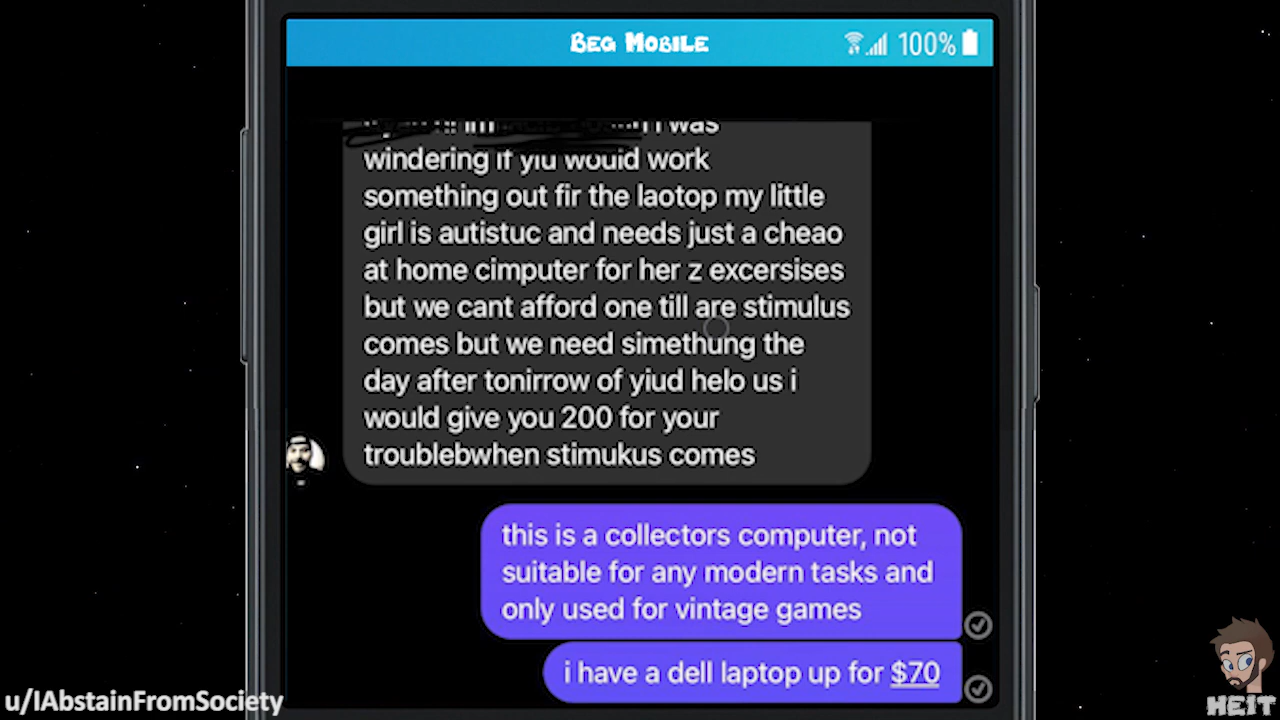 BEG MOBILE
100%
i was
windering if yiu would work
something out fir the laotop my little
girl is autistuc and needs just a cheao
at home cimputer for her z excersises
but we cant afford one till are stimulus
comes but we need simethung the
day after tonirrow of yiud helo us i
would give you 200 for your
troublebwhen stimukus comes
this is a collectors computer, not
suitable for any modern tasks and
only used for vintage games
i have a dell laptop up for $70
u/IAbstainFromSociety
HEIT